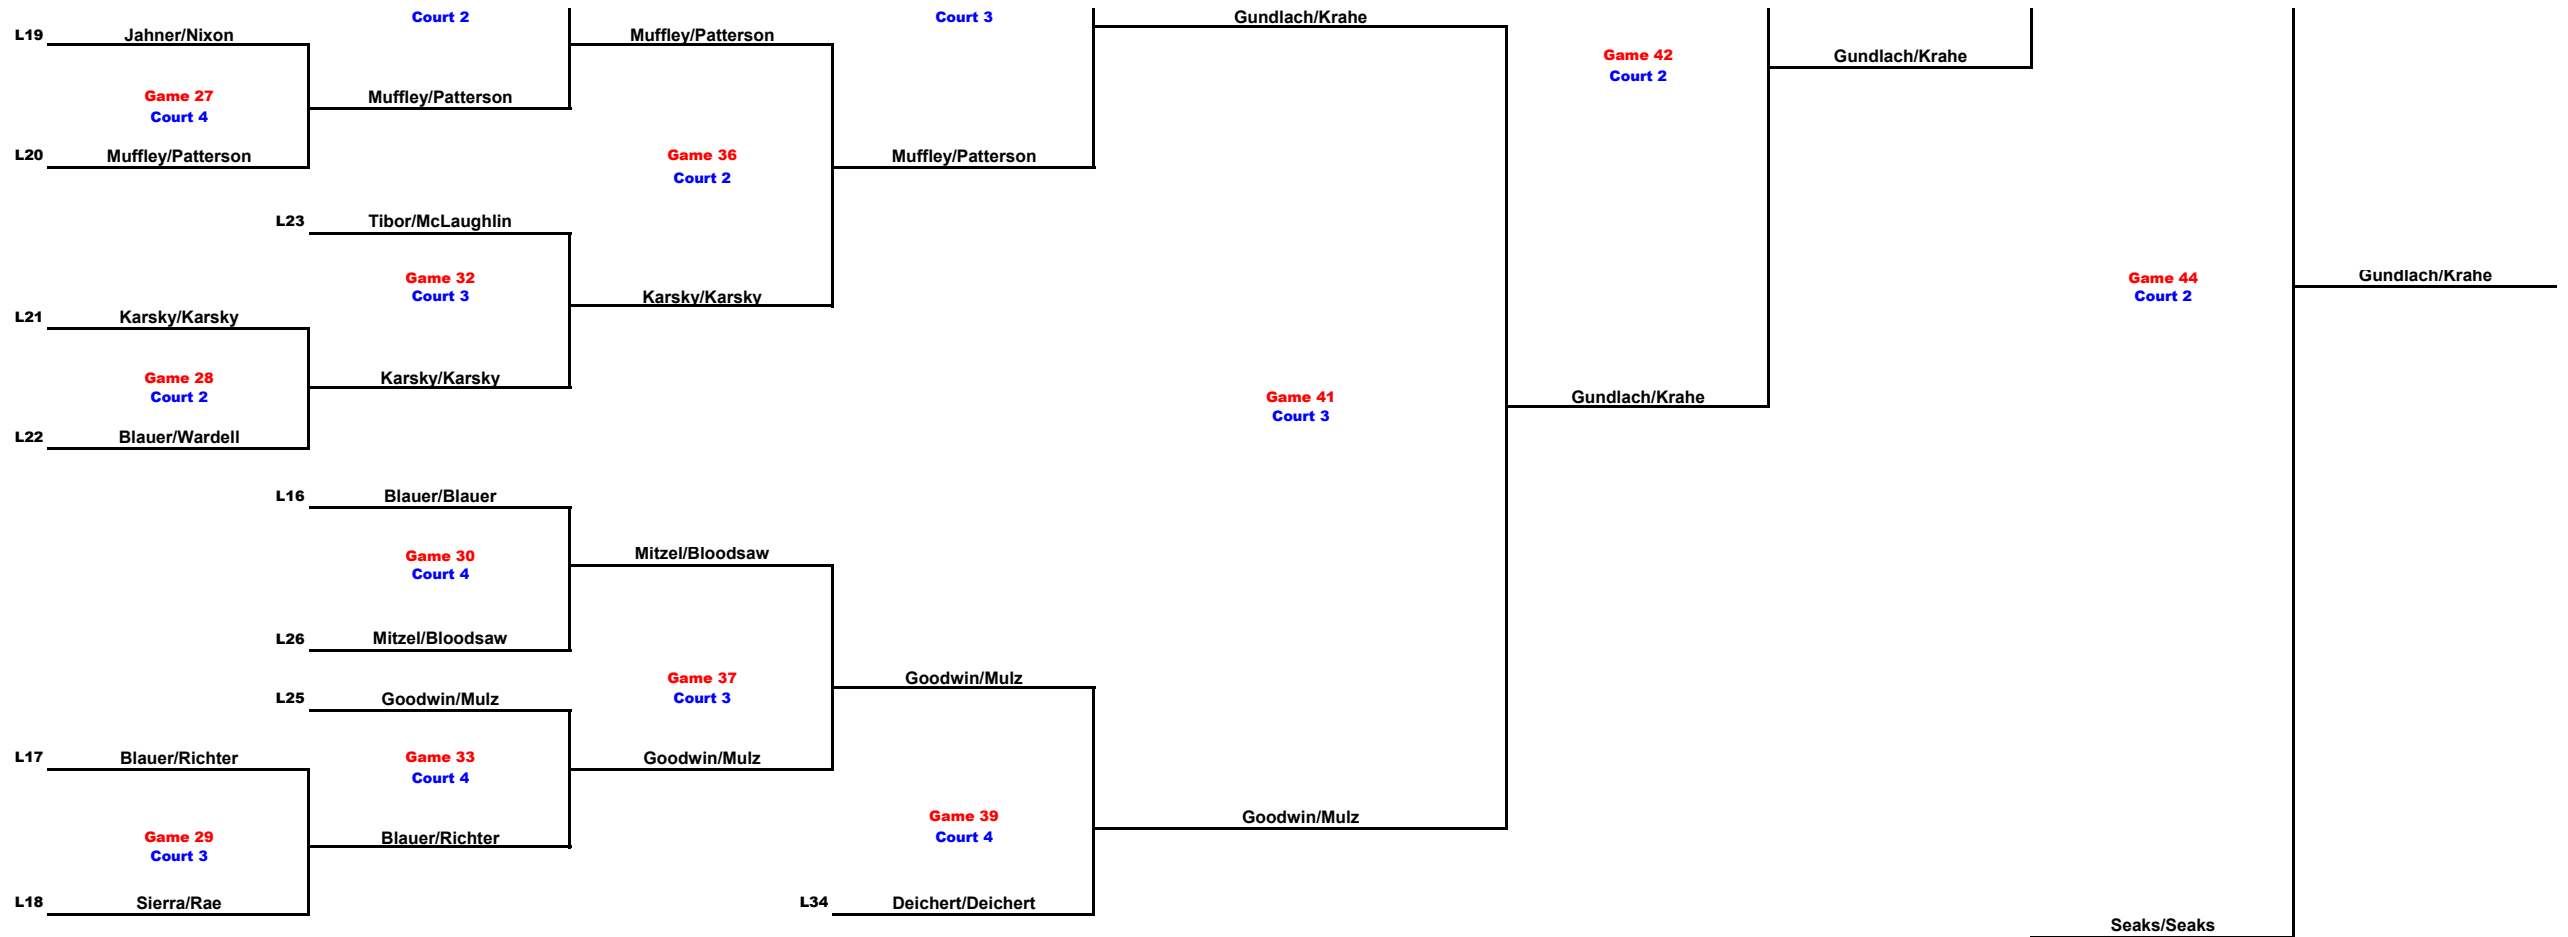 Court 2
Court 3
Gundlach/Krahe
L19 Jahner/Nixon
Muffley/Patterson
Game 42
Court 2
Gundlach/Krahe
Game 27
Court 4
Muffley/Patterson
L20 Muffley/Patterson
Game 36
Court 2
Muffley/Patterson
L23 Tibor/McLaughlin
Game 32
Court 3
Karsky/Karsky
Game 44
Court 2
Gundlach/Krahe
L21 Karsky/Karsky
Game 28
Court 2
Karsky/Karsky
Game 41
Court 3
Gundlach/Krahe
L22 Blauer/Wardell
L16 Blauer/Blauer
Game 30
Court 4
Mitzel/Bloodsaw
L26 Mitzel/Bloodsaw
Game 37
Court 3
Goodwin/Mulz
L25 Goodwin/Mulz
L17 Blauer/Richter
Game 33
Court 4
Goodwin/Mulz
Game 39
Court 4
Goodwin/Mulz
Game 29
Court 3
Blauer/Richter
L18 Sierra/Rae
L34 Deichert/Deichert
Seaks/Seaks